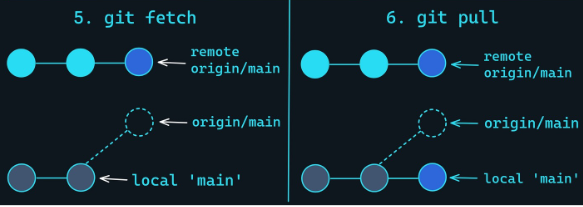 5. git fetch
remote
origin/main
origin/main
local 'main'
6. git pull
remote
origin/main
origin/main
local 'main'